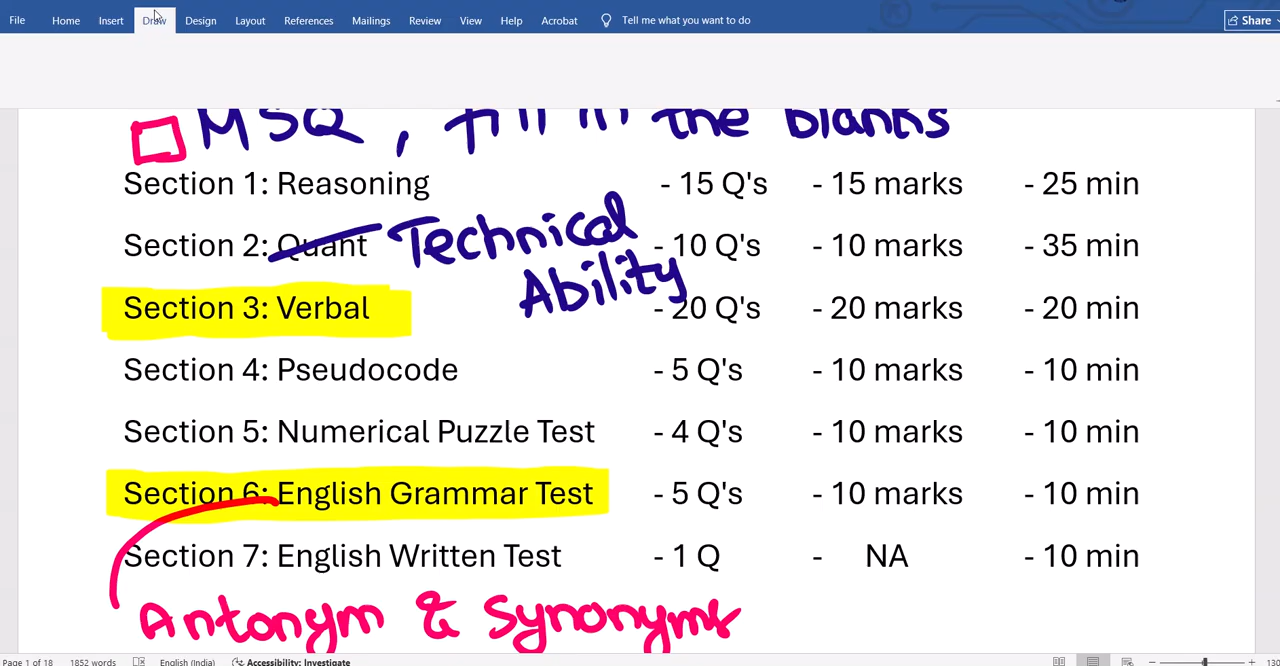 File Home Insert Draw Design Layout References Mailings Review View Help Acrobat Tell me what you want to do Share
MSQ, fill in the blanks
Section 1: Reasoning - 15 Q's - 15 marks - 25 min
Section 2: Quant Technical - 10 Q's - 10 marks - 35 min
Ability
Section 3: Verbal - 20 Q's - 20 marks - 20 min
Section 4: Pseudocode - 5 Q's - 10 marks - 10 min
Section 5: Numerical Puzzle Test - 4 Q's - 10 marks - 10 min
Section 6: English Grammar Test - 5 Q's - 10 marks - 10 min
Section 7: English Written Test - 1 Q - NA - 10 min
Antonym & Synonyms
Page 1 of 18 1852 words English (India) Accessibility: Investigate